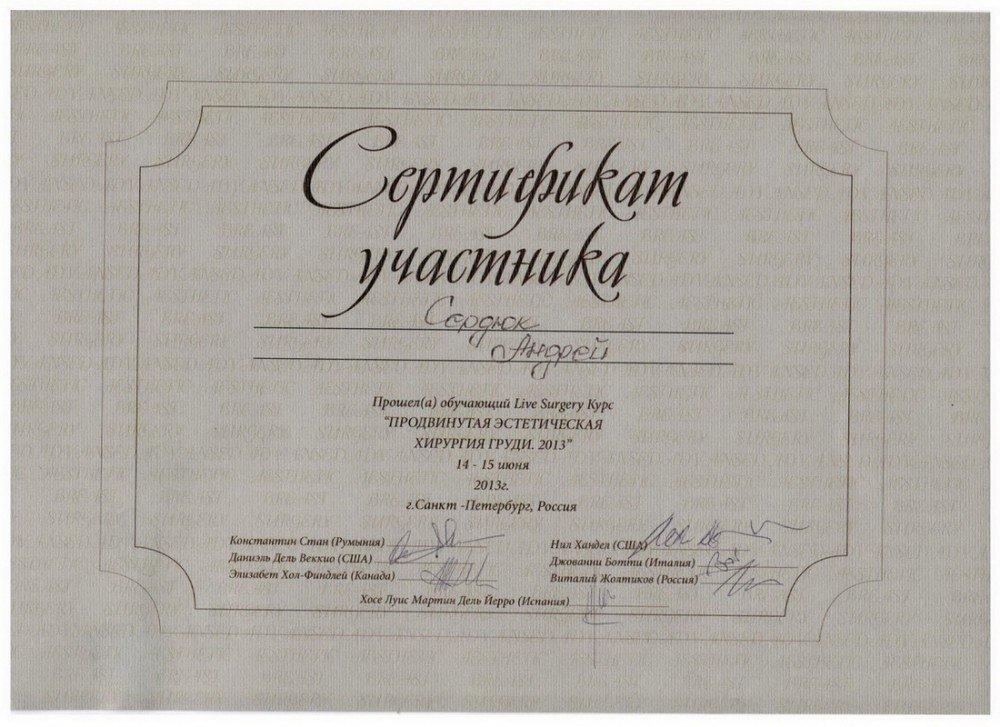 Сертификат
участника
Сердюк
Андрей
Прошел(а) обучающий Live Surgery Курс
“ПРОДВИНУТАЯ ЭСТЕТИЧЕСКАЯ
ХИРУРГИЯ ГРУДИ. 2013”
14 - 15 июня
2013г.
г.Санкт -Петербург, Россия
Константин Стан (Румыния)
Даниэль Дель Веккио (США)
Элизабет Хол-Финдлей (Канада)
Нил Хандел (США)
Джованни Ботти (Италия)
Виталий Жолтиков (Россия)
Хосе Луис Мартин Дель Йерро (Испания)